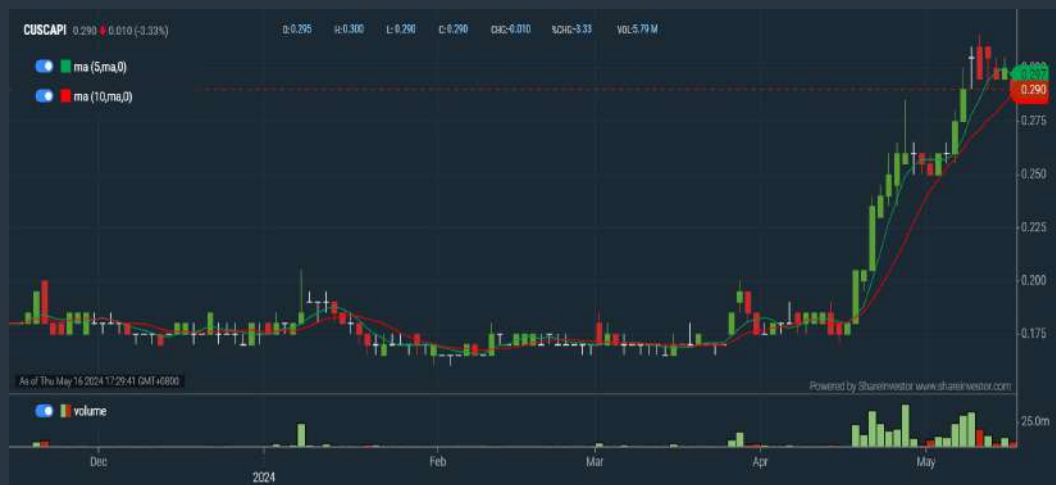 CUSCAPI 0.290 0.010 (-3.33%) O:0.295 H:0.300 L:0.290 C:0.290 CHG:-0.010 %CHG:-3.33 VOL:5.79 M
ma (5,ma,0)
ma (10,ma,0)
0.297
0.290
0.275
0.250
0.225
0.200
0.175
As of Thu May 16 2024 17:29:41 GMT+0800
Powered by ShareInvestor www.shareinvestor.com
volume
25.0m
Dec Feb Mar Apr May
2024